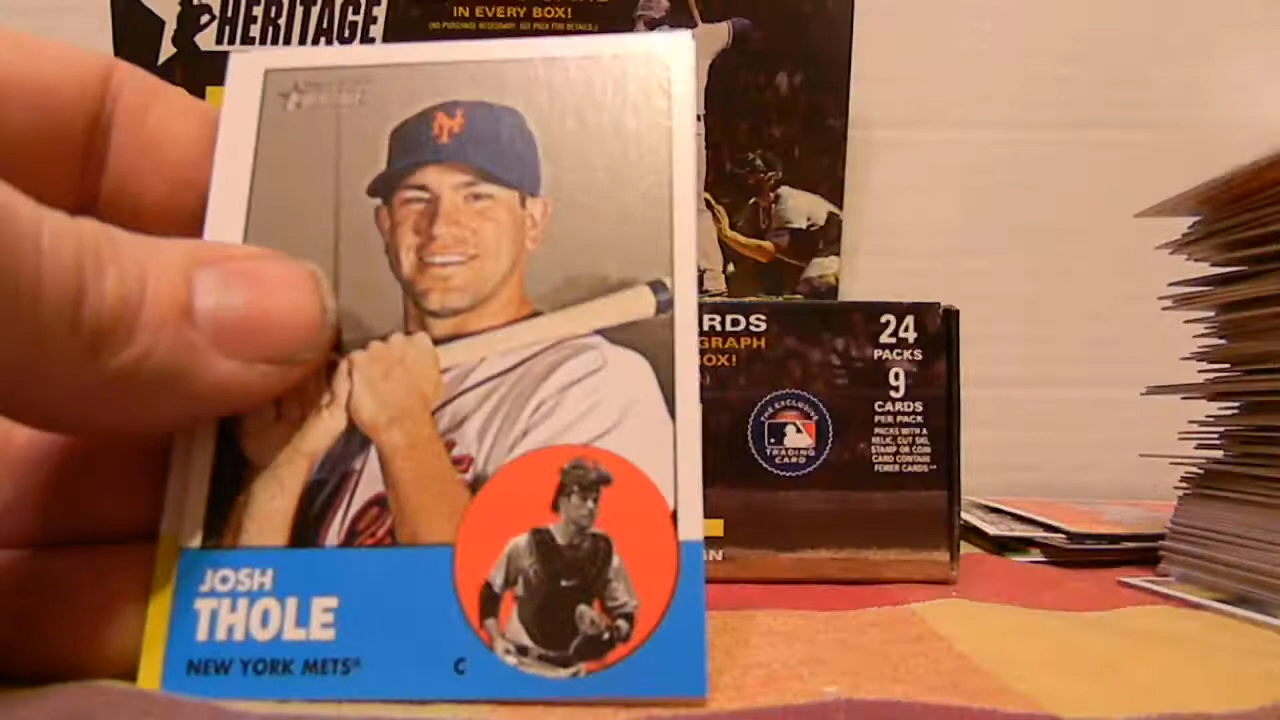 HERITAGE
IN EVERY BOX!
(NO PURCHASE NECESSARY. SEE PACK FOR DETAILS.)
NY
JOSH
THOLE
NEW YORK METS
C
RDS
GRAPH
OX!
24
PACKS
9
CARDS
PER PACK
PACKS WITH A
RELIC, CUT SIG,
STAMP OR COIN
CARD CONTAIN
FEWER CARDS
THE EXCLUSIVE
TRADING
CARD
IN